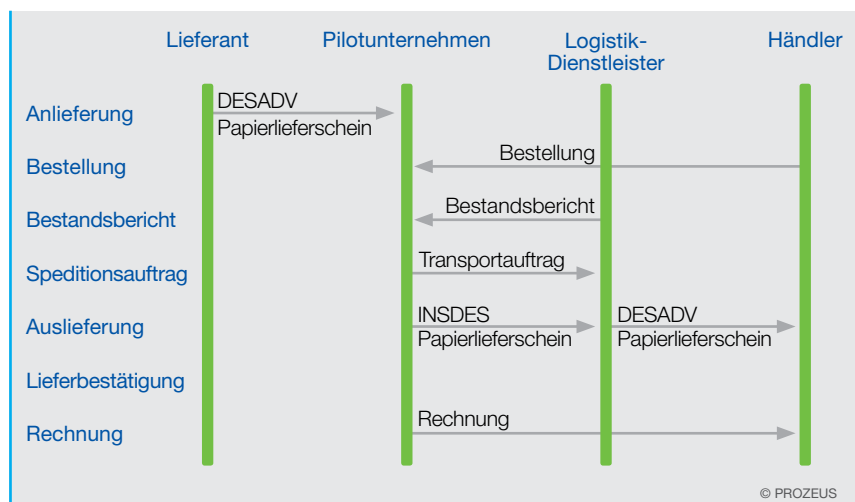 Lieferant Pilotunternehmen Logistik- Händler
Dienstleister
Anlieferung DESADV
Papierlieferschein
Bestellung Bestellung
Bestandsbericht Bestandsbericht
Speditionsauftrag Transportauftrag
Auslieferung INSDES DESADV
Papierlieferschein Papierlieferschein
Lieferbestätigung
Rechnung Rechnung
© PROZEUS